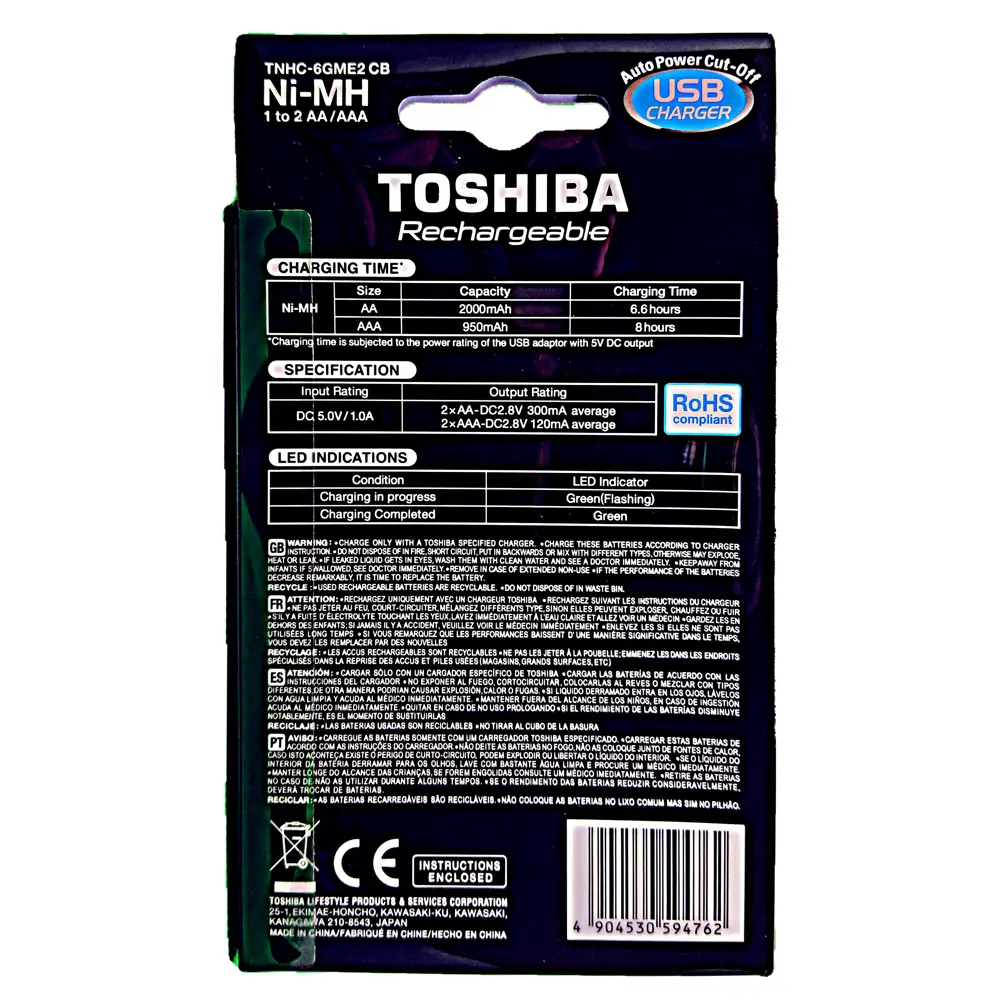 TNHC-6GME2 CB
Ni-MH
1 to 2 AA/AAA
Auto Power Cut-Off
USB
CHARGER
TOSHIBA
Rechargeable
CHARGING TIME*
Size Capacity Charging Time
Ni-MH AA 2000mAh 6.6hours
AAA 950mAh 8hours
*Charging time is subjected to the power rating of the USB adaptor with 5V DC output
SPECIFICATION
Input Rating Output Rating
DC 5.0V/1.0A 2×AA-DC2.8V 300mA average
2×AAA-DC2.8V 120mA average
RoHS
compliant
LED INDICATIONS
Condition LED Indicator
Charging in progress Green(Flashing)
Charging Completed Green
GB WARNING: •CHARGE ONLY WITH A TOSHIBA SPECIFIED CHARGER. •CHARGE THESE BATTERIES ACCORDING TO CHARGER
INSTRUCTION. •DO NOT DISPOSE OF IN FIRE, SHORT CIRCUIT, PUT IN BACKWARDS OR MIX WITH DIFFERENT TYPES, OTHERWISE MAY EXPLODE,
HEAT OR LEAK. •IF LEAKED LIQUID GETS IN EYES, WASH THEM WITH CLEAN WATER AND SEE A DOCTOR IMMEDIATELY. •KEEPAWAY FROM
INFANTS IF SWALLOWED, SEE DOCTOR IMMEDIATELY. •REMOVE IN CASE OF EXTENDED NON-USE •IF THE PERFORMANCE OF THE BATTERIES
DECREASE REMARKABLY, IT IS TIME TO REPLACE THE BATTERY.
RECYCLE: •USED RECHARGEABLE BATTERIES ARE RECYCLABLE. •DO NOT DISPOSE OF IN WASTE BIN.
FR ATTENTION: •RECHARGEZ UNIQUEMENT AVEC UN CHARGEUR TOSHIBA •RECHARGEZ SUIVANT LES INSTRUCTIONS DU CHARGEUR
•NE PAS JETER AU FEU, COURT-CIRCUITER, MÉLANGEZ DIFFÉRENTS TYPE, SINON ELLES PEUVENT EXPLOSER, CHAUFFEZ OU FUIR
•S'IL Y A FUITE D'ÉLECTROLYTE TOUCHANT LES YEUX, LAVEZ IMMÉDIATEMENT À L'EAU CLAIRE ET ALLEZ VOIR UN MÉDECIN •GARDEZ LES EN
DEHORS DES ENFANTS; SI JAMAIS IL Y A ACCIDENT, VEUILLEZ VOIR LE MÉDECIN IMMÉDIATEMENT •ENLEVEZ LES SI ELLES NE SONT PAS
UTILISÉES LONG TEMPS •SI VOUS REMARQUEZ QUE LES PERFORMANCES BAISSENT D'UNE MANIÈRE SIGNIFICATIVE DANS LE TEMPS,
VOUS DEVEZ LES REMPLACER PAR DES NOUVELLES
RECYCLAGE: •LES ACCUS RECHARGEABLES SONT RECYCLABLES •NE PAS LES JETER À LA POUBELLE; EMMENEZ LES DANS LES ENDROITS
SPÉCIALISÉS DANS LA REPRISE DES ACCUS ET PILES USÉES (MAGASINS, GRANDS SURFACES, ETC)
ES ATENCIÓN: •CARGAR SÓLO CON UN CARGADOR ESPECÍFICO DE TOSHIBA •CARGAR LAS BATERÍAS DE ACUERDO CON LAS
INSTRUCCIONES DEL CARGADOR •NO EXPONER AL FUEGO, CORTOCIRCUITAR, COLOCARLAS AL REVES O MEZCLAR CON TIPOS
DIFERENTES, DE OTRA MANERA PODRIAN CAUSAR EXPLOSIÓN, CALOR O FUGAS. •SI LIQUIDO DERRAMADO ENTRA EN LOS OJOS, LÁVELOS
CON AGUA LIMPIA Y ACUDA AL MÉDICO INMEDIATAMENTE. •MANTENER FUERA DEL ALCANCE DE LOS NIÑOS, EN CASO DE INGESTIÓN
ACUDA AL MÉDICO INMEDIATAMENTE. •QUITAR EN CASO DE NO USO PROLONGADO •SI EL RENDIMIENTO DE LAS BATERÍAS DISMINUYE
NOTABLEMENTE, ES EL MOMENTO DE SUSTITUIRLAS
RECICLAJE: •LAS BATERIAS USADAS SON RECICLABLES •NO TIRAR AL CUBO DE LA BASURA
PT AVISO: •CARREGUE AS BATERIAS SOMENTE COM UM CARREGADOR TOSHIBA ESPECIFICADO. •CARREGAR ESTAS BATERIAS DE
ACORDO COM AS INSTRUÇÕES DO CARREGADOR. •NÃO DEITE AS BATERIAS NO FOGO, NÃO AS COLOQUE JUNTO DE FONTES DE CALOR,
SE ISTO ACONTEÇA EXISTE O PERIGO DE CURTO-CIRCUITO, PODEM EXPLODIR OU LIBERTAR O LÍQUIDO DO INTERIOR. •SE O LÍQUIDO DO
INTERIOR DA BATÉRIA DERRAMAR PARA OS OLHOS, LAVE COM BASTANTE ÁGUA LIMPA E PROCURE UM MÉDICO IMEDIATAMENTE.
•MANTER LONGE DO ALCANCE DAS CRIANÇAS, SE FOREM ENGOLIDAS CONSULTE UM MÉDICO IMEDIATAMENTE. •RETIRE AS BATERIAS
NO CASO DE NÃO AS UTILIZAR DURANTE ALGUNS TEMPOS. •SE O RENDIMENTO DAS BATERIAS REDUZIR CONSIDERAVELMENTE,
DEVERÁ TROCAR DE BATERIAS.
RECICLAR: •AS BATERIAS RECARREGÁVEIS SÃO RECICLÁVEIS. •NÃO COLOQUE AS BATERIAS NO LIXO COMUM MAS SIM NO PILHÃO.
CE
INSTRUCTIONS
ENCLOSED
TOSHIBA LIFESTYLE PRODUCTS & SERVICES CORPORATION
25-1, EKIMAE-HONCHO, KAWASAKI-KU, KAWASAKI,
KANAGAWA 210-8543, JAPAN
MADE IN CHINA/FABRIQUÉ EN CHINE/HECHO EN CHINA
4 904530 594762